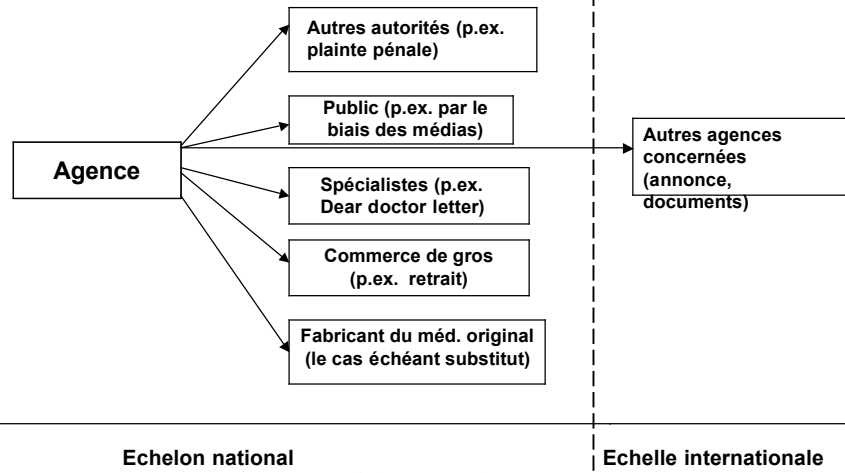 Autres autorités (p.ex.
plainte pénale)
Public (p.ex. par le
biais des médias)
Agence
Autres agences
concernées
(annonce,
documents)
Spécialistes (p.ex.
Dear doctor letter)
Commerce de gros
(p.ex. retrait)
Fabricant du méd. original
(le cas échéant substitut)
Echelon national
Echelle internationale